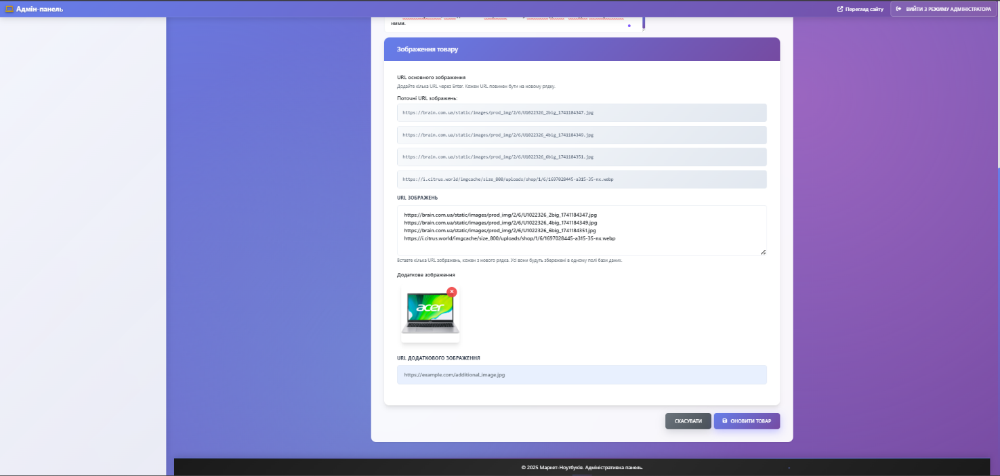 Адмін-панель
Перегляд сайту
ВИЙТИ З РЕЖИМУ АДМІНІСТРАТОРА
ними.
Зображення товару
URL основного зображення
Додайте кілька URL через Enter. Кожен URL повинен бути на новому рядку.
Поточні URL зображень:
https://brain.com.ua/static/images/prod_img/2/6/U1022326_2big_1741184347.jpg
https://brain.com.ua/static/images/prod_img/2/6/U1022326_4big_1741184349.jpg
https://brain.com.ua/static/images/prod_img/2/6/U1022326_6big_1741184351.jpg
https://i.citrus.world/imgcache/size_800/uploads/shop/1/6/1697028445-a315-35-nx.webp
URL ЗОБРАЖЕНЬ
https://brain.com.ua/static/images/prod_img/2/6/U1022326_2big_1741184347.jpg
https://brain.com.ua/static/images/prod_img/2/6/U1022326_4big_1741184349.jpg
https://brain.com.ua/static/images/prod_img/2/6/U1022326_6big_1741184351.jpg
https://i.citrus.world/imgcache/size_800/uploads/shop/1/6/1697028445-a315-35-nx.webp
Вставте кілька URL зображень, кожен з нового рядка. Усі вони будуть збережені в одному полі бази даних.
Додаткове зображення
acer
URL ДОДАТКОВОГО ЗОБРАЖЕННЯ
https://example.com/additional_image.jpg
СКАСУВАТИ
ОНОВИТИ ТОВАР
© 2025 Маркет-Ноутбуків. Адміністративна панель.